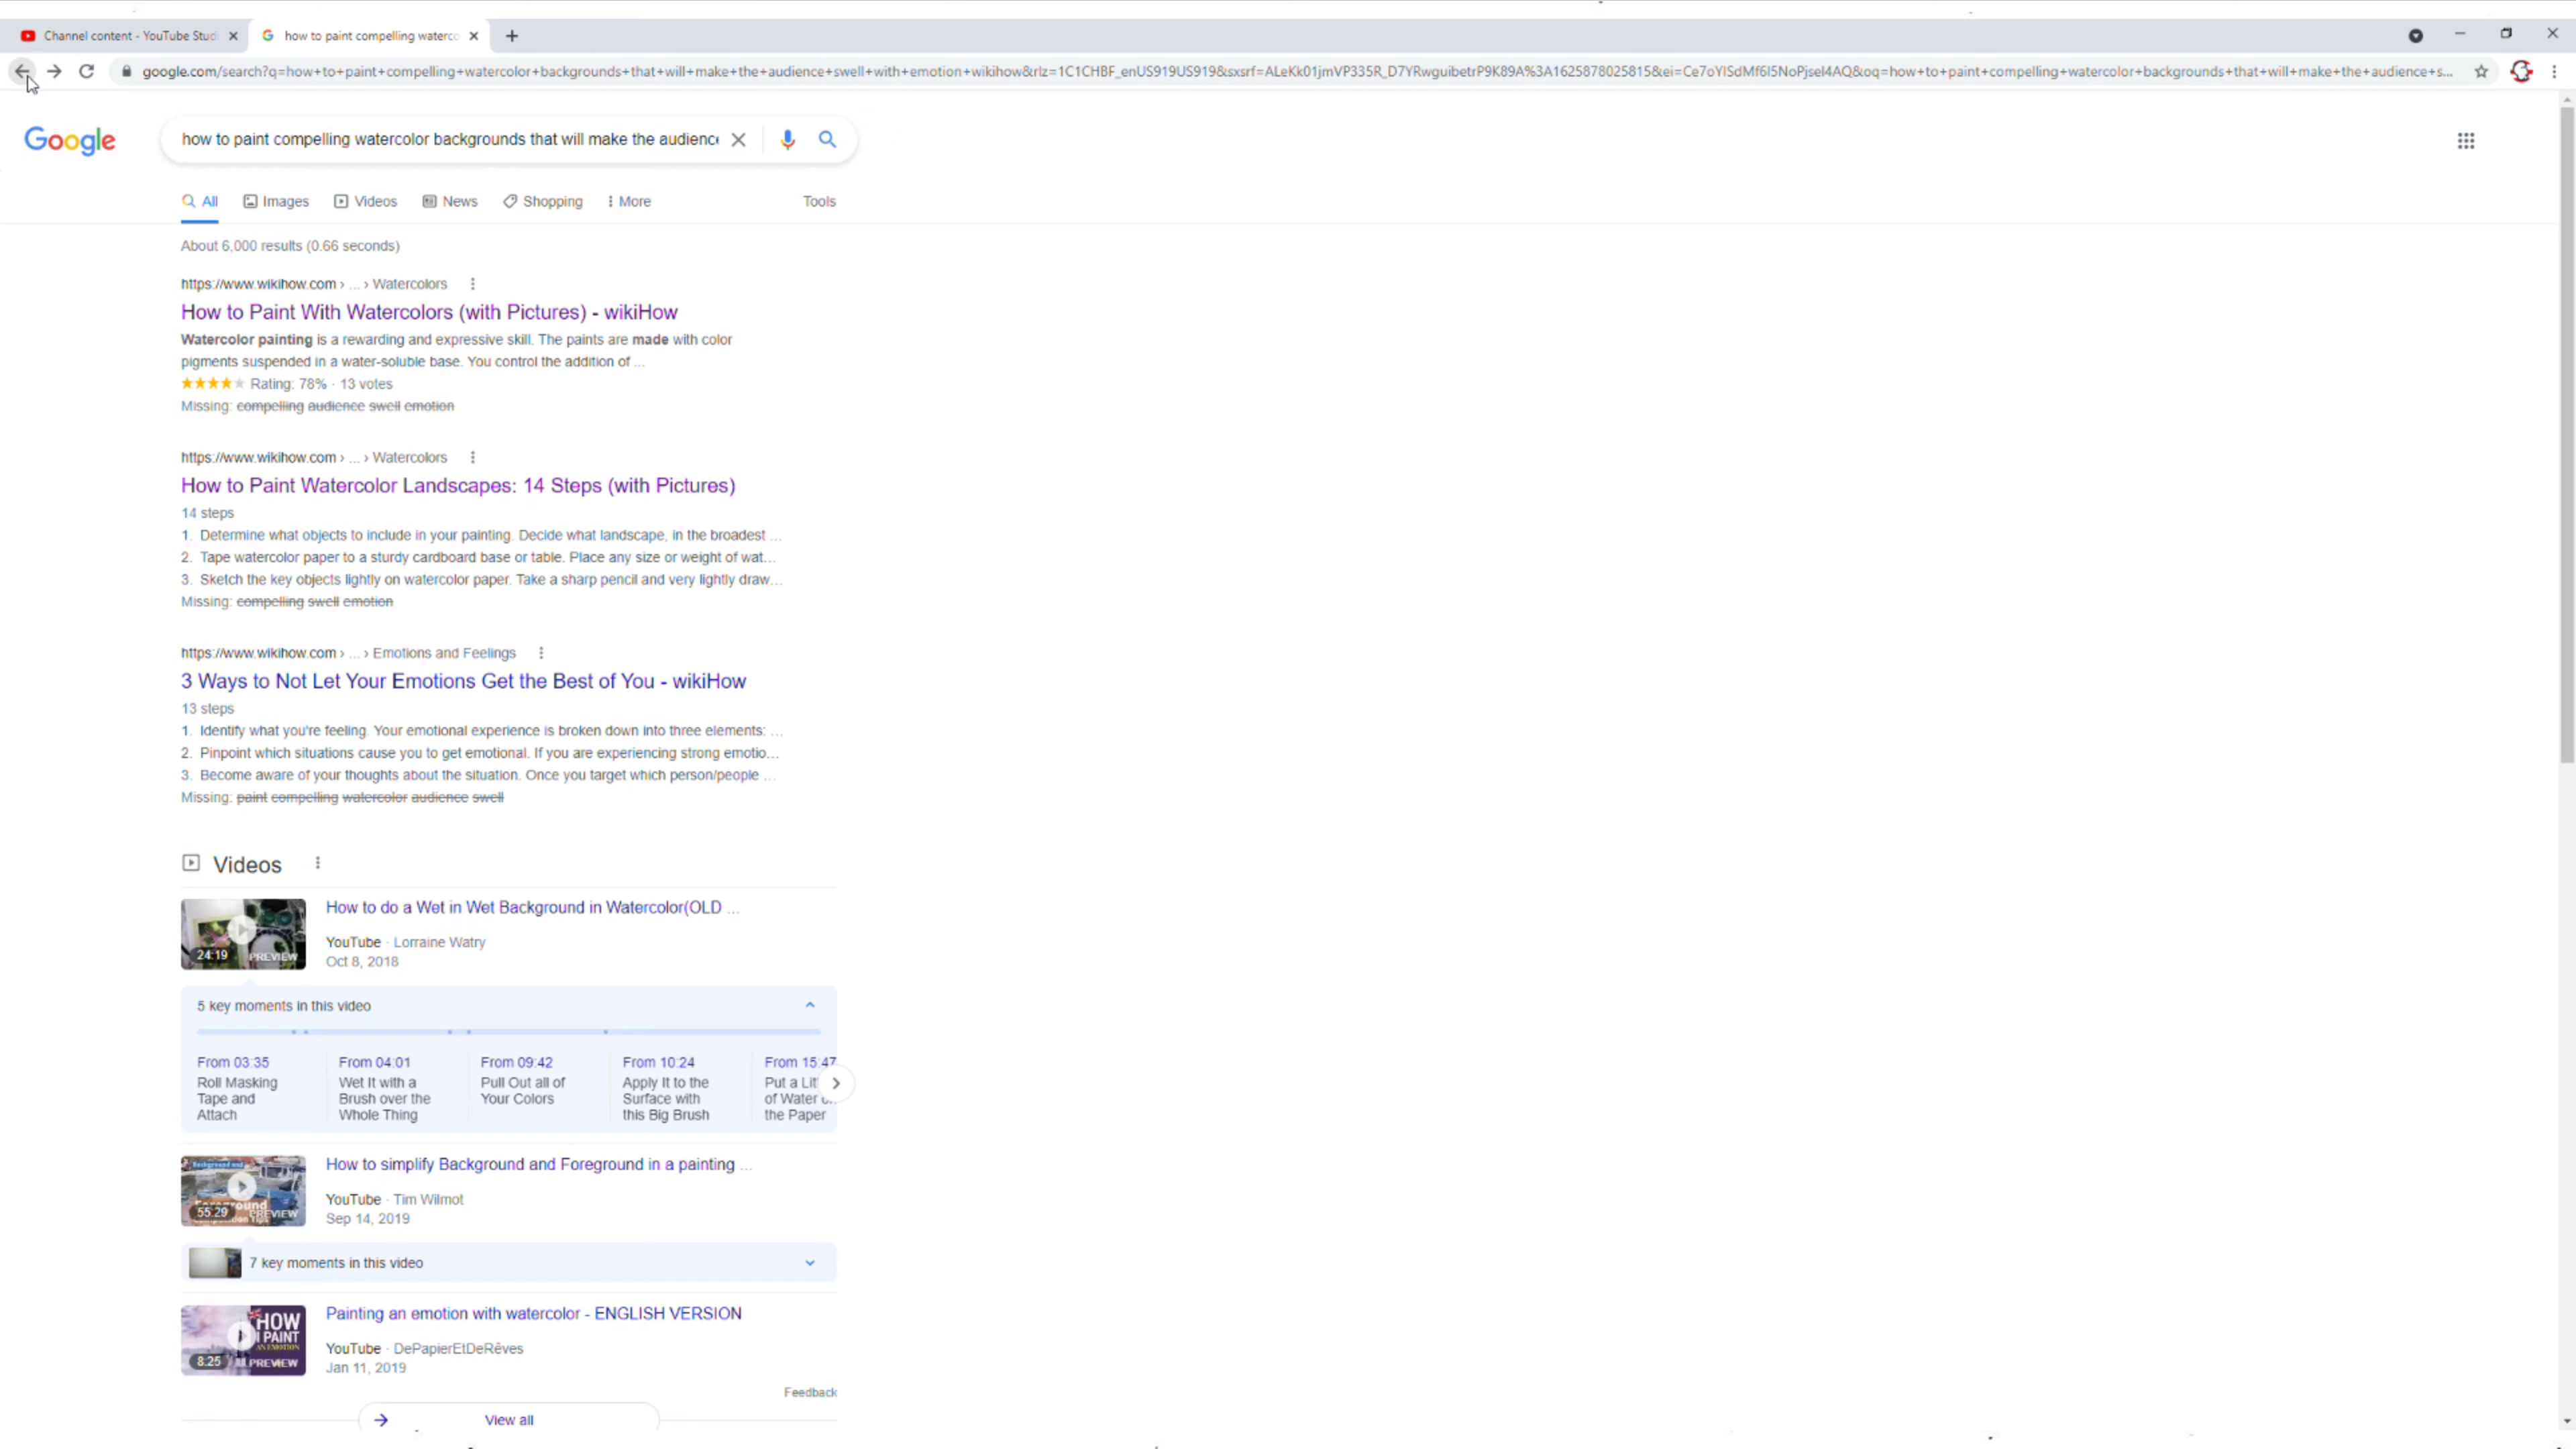 Channel content - YouTube Studi
how to paint compelling waterco
google.com/search?q=how+to+paint+compelling+watercolor+backgrounds+that+will+make+the+audience+swell+with+emotion+wikihow&rlz=1C1CHBF_enUS919US919&sxsrf=ALeKk01jmVP335R_D7YRwguibetrP9K89A%3A1625878025815&ei=Ce7oYISdMf6I5NoPjseI4AQ&oq=how+to+paint+compelling+watercolor+backgrounds+that+will+make+the+audience+s...
Google
how to paint compelling watercolor backgrounds that will make the audience
All Images Videos News Shopping More Tools
About 6,000 results (0.66 seconds)
https://www.wikihow.com › ... › Watercolors
How to Paint With Watercolors (with Pictures) - wikiHow
Watercolor painting is a rewarding and expressive skill. The paints are made with color
pigments suspended in a water-soluble base. You control the addition of ...
Rating: 78% · 13 votes
Missing: compelling audience swell emotion
https://www.wikihow.com › ... › Watercolors
How to Paint Watercolor Landscapes: 14 Steps (with Pictures)
14 steps
1. Determine what objects to include in your painting. Decide what landscape, in the broadest ...
2. Tape watercolor paper to a sturdy cardboard base or table. Place any size or weight of wat...
3. Sketch the key objects lightly on watercolor paper. Take a sharp pencil and very lightly draw...
Missing: compelling swell emotion
https://www.wikihow.com › ... › Emotions and Feelings
3 Ways to Not Let Your Emotions Get the Best of You - wikiHow
13 steps
1. Identify what you're feeling. Your emotional experience is broken down into three elements: ...
2. Pinpoint which situations cause you to get emotional. If you are experiencing strong emotio...
3. Become aware of your thoughts about the situation. Once you target which person/people ...
Missing: paint compelling watercolor audience swell
Videos
How to do a Wet in Wet Background in Watercolor(OLD ...
YouTube · Lorraine Watry
Oct 8, 2018
24:19 PREVIEW
5 key moments in this video
From 03:35
Roll Masking
Tape and
Attach
From 04:01
Wet It with a
Brush over the
Whole Thing
From 09:42
Pull Out all of
Your Colors
From 10:24
Apply It to the
Surface with
this Big Brush
From 15:47
Put a Lit
of Water
the Paper
How to simplify Background and Foreground in a painting ...
YouTube · Tim Wilmot
Sep 14, 2019
55:29 PREVIEW
7 key moments in this video
Painting an emotion with watercolor - ENGLISH VERSION
YouTube · DePapierEtDeRêves
Jan 11, 2019
HOW
I PAINT
AN EMOTION
8:25 PREVIEW
Feedback
View all